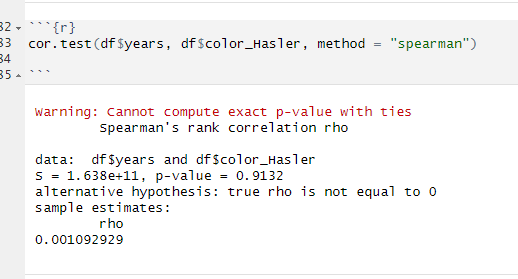 32 ```{r}
33 cor.test(df$years, df$color_Hasler, method = "spearman")
34
35 ```
Warning: Cannot compute exact p-value with ties
Spearman's rank correlation rho
data: df$years and df$color_Hasler
S = 1.638e+11, p-value = 0.9132
alternative hypothesis: true rho is not equal to 0
sample estimates:
rho
0.001092929